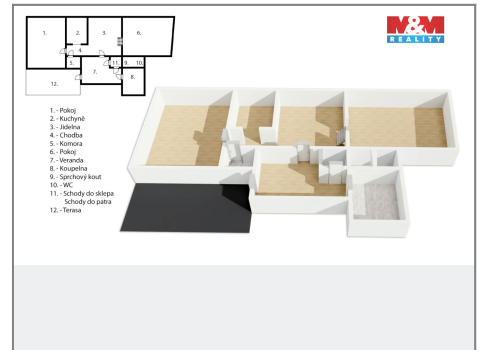 M&M
REALITY
1.
2.
3.
6.
4.
5.
11.
9.
10.
7.
8.
12.
1. - Pokoj
2. - Kuchyně
3. - Jídelna
4. - Chodba
5. - Komora
6. - Pokoj
7. - Veranda
8. - Koupelna
9. - Sprchový kout
10. - WC
11. - Schody do sklepa
Schody do patra
12. - Terasa